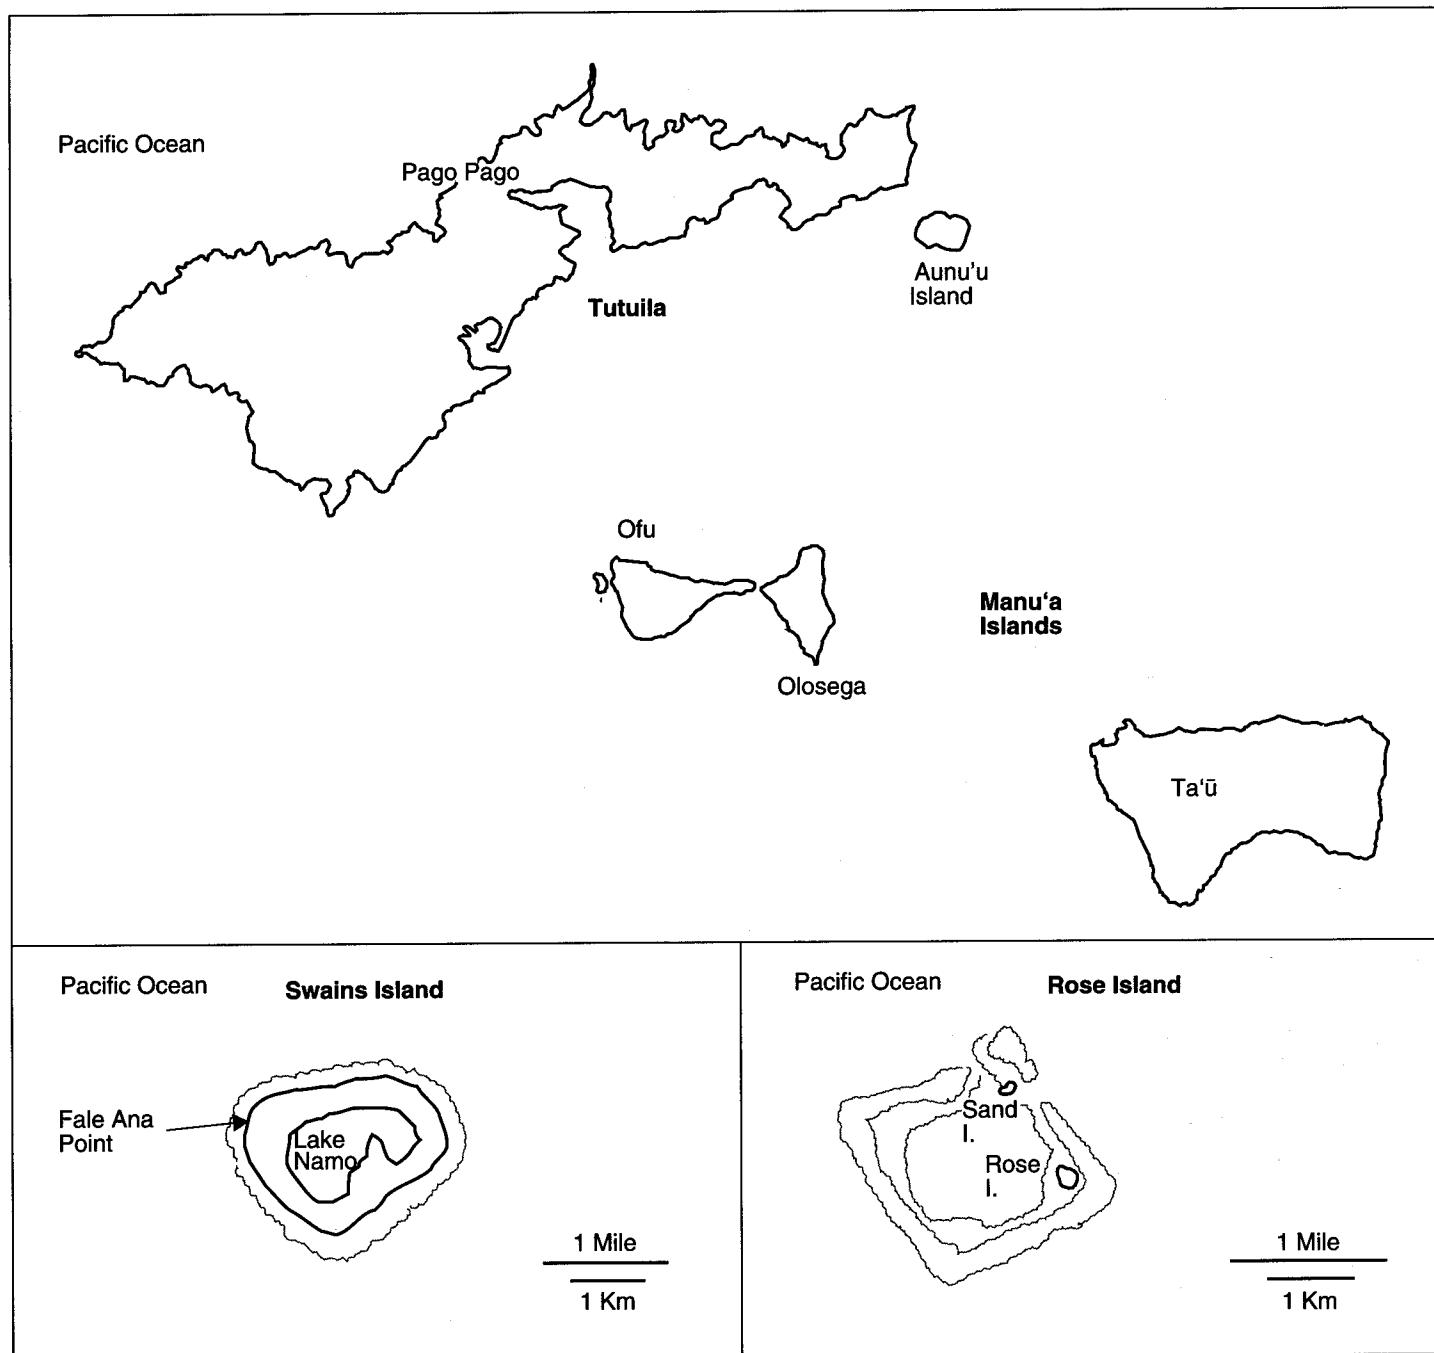 Pacific Ocean
Pago Pago
Aunu'u
Island
Tutuila
Ofu
Manu‘a
Islands
Olosega
Ta‘ū
Pacific Ocean
Swains Island
Fale Ana
Point
Lake
Namo
1 Mile
1 Km
Pacific Ocean
Rose Island
Sand
I.
Rose
I.
1 Mile
1 Km